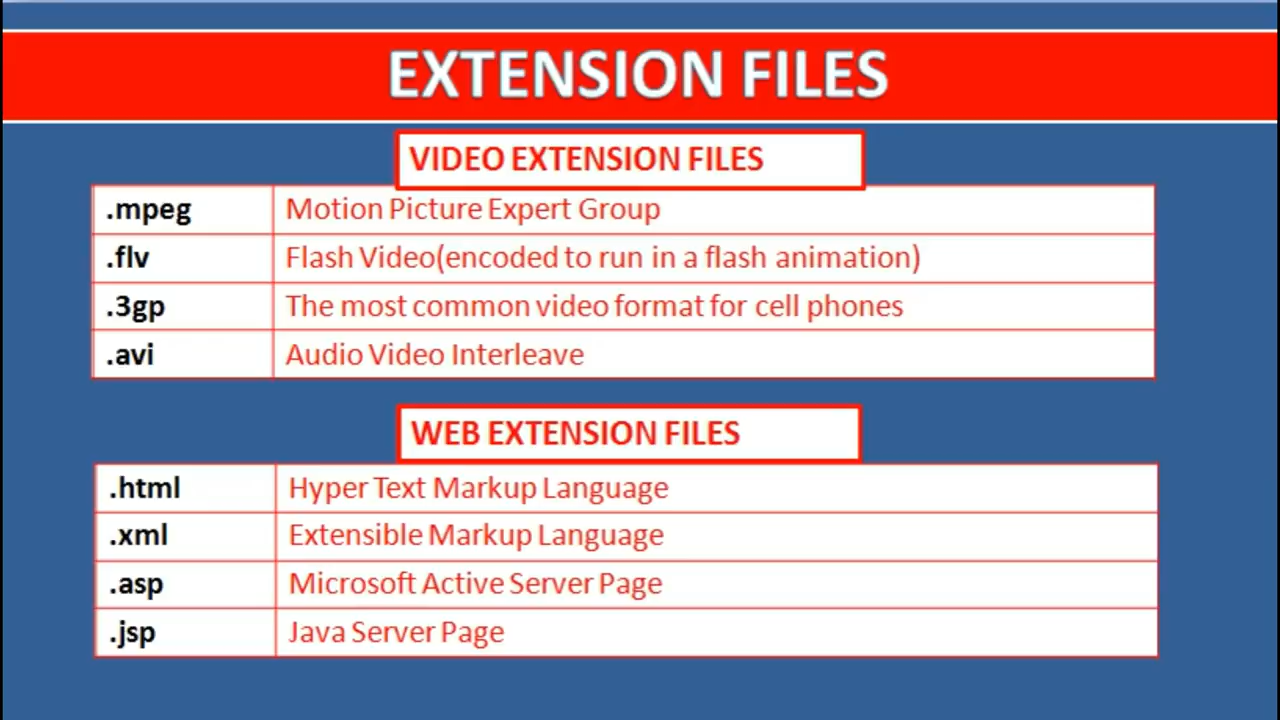 EXTENSION FILES
VIDEO EXTENSION FILES
.mpeg Motion Picture Expert Group
.flv Flash Video(encoded to run in a flash animation)
.3gp The most common video format for cell phones
.avi Audio Video Interleave
WEB EXTENSION FILES
.html Hyper Text Markup Language
.xml Extensible Markup Language
.asp Microsoft Active Server Page
.jsp Java Server Page